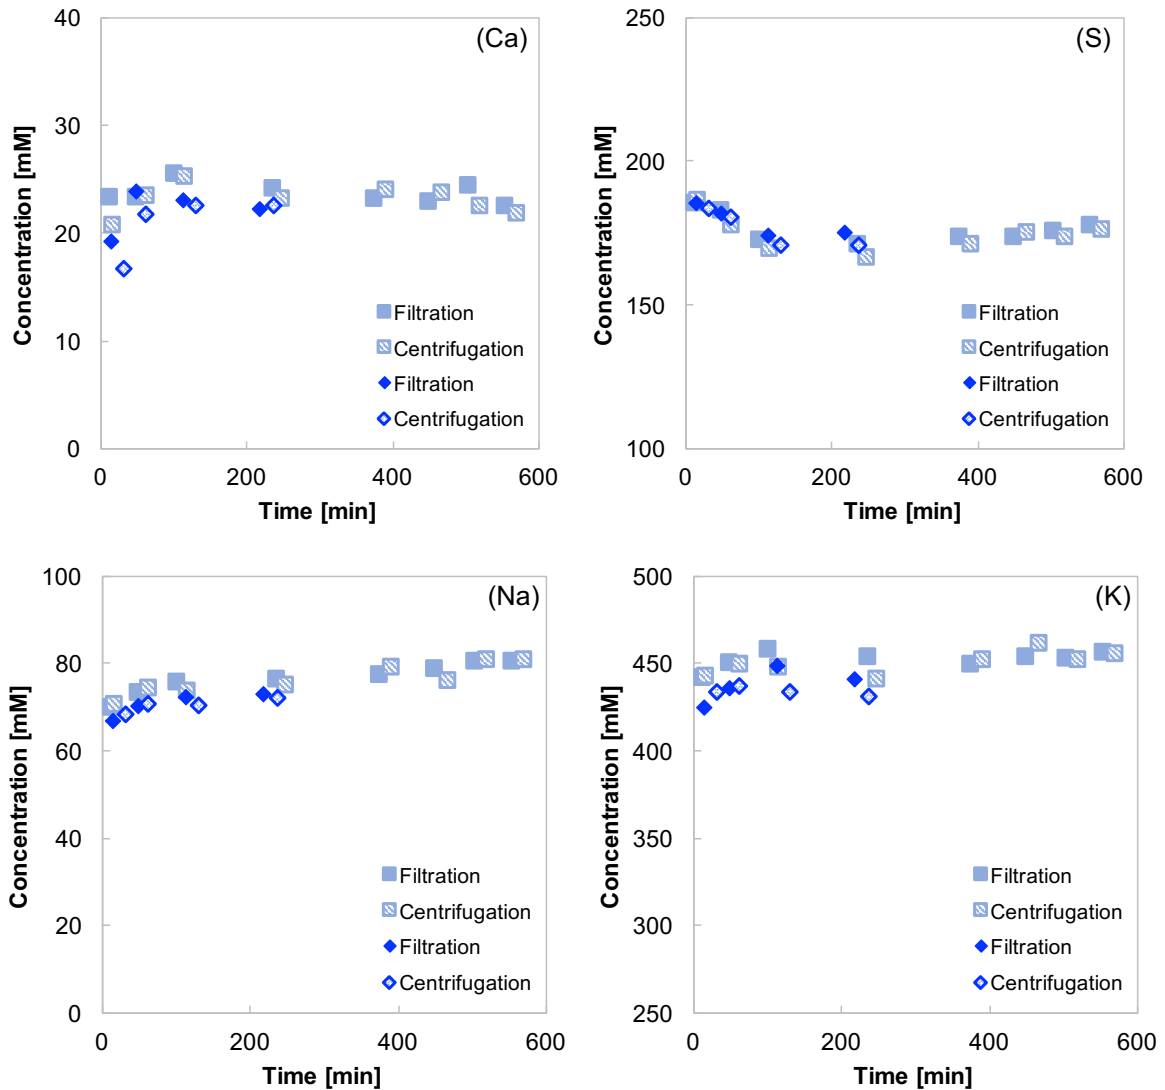 40
(Ca)
30
20
10
0
Concentration [mM]
Filtration
Centrifugation
Filtration
Centrifugation
0 200 400 600
Time [min]
250
(S)
200
150
100
Concentration [mM]
Filtration
Centrifugation
Filtration
Centrifugation
0 200 400 600
Time [min]
100
(Na)
80
60
40
20
0
Concentration [mM]
Filtration
Centrifugation
Filtration
Centrifugation
0 200 400 600
Time [min]
500
(K)
450
400
350
300
250
Concentration [mM]
Filtration
Centrifugation
Filtration
Centrifugation
0 200 400 600
Time [min]